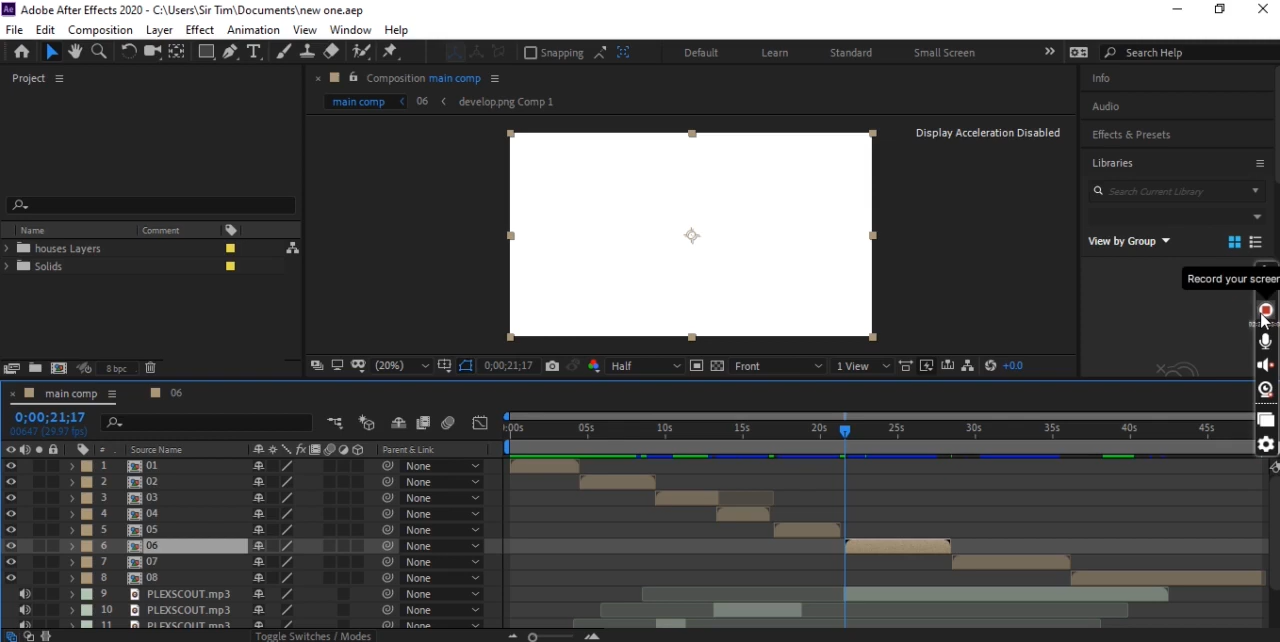 Adobe After Effects 2020 - C:\Users\Sir Tim\Documents\new one.aep
File Edit Composition Layer Effect Animation View Window Help
Snapping Default Learn Standard Small Screen » Search Help
Project
Composition main comp
main comp 06 develop.png Comp 1
Display Acceleration Disabled
Info
Audio
Effects & Presets
Libraries
Search Current Library
View by Group
Record your screen
Name Comment
houses Layers
Solids
8 bpc
(20%) 0;00;21;17 Half Front 1 View +0.0
main comp 06
0;00;21;17
00647 (29.97 fps)
:00s 05s 10s 15s 20s 25s 30s 35s 40s 45s
# Source Name Parent & Link
1 01 None
2 02 None
3 03 None
4 04 None
5 05 None
6 06 None
7 07 None
8 08 None
9 PLEXSCOUT.mp3 None
10 PLEXSCOUT.mp3 None
11 PLEXSCOUT.mp3 None
Toggle Switches / Modes